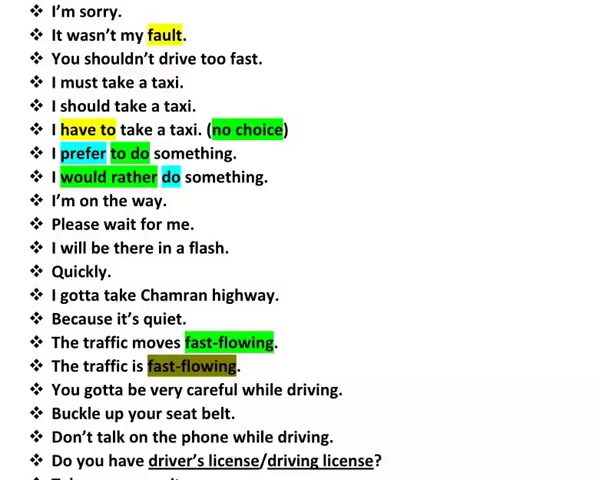 ❖ I'm sorry.
❖ It wasn't my fault.
❖ You shouldn't drive too fast.
❖ I must take a taxi.
❖ I should take a taxi.
❖ I have to take a taxi. (no choice)
❖ I prefer to do something.
❖ I would rather do something.
❖ I'm on the way.
❖ Please wait for me.
❖ I will be there in a flash.
❖ Quickly.
❖ I gotta take Chamran highway.
❖ Because it's quiet.
❖ The traffic moves fast-flowing.
❖ The traffic is fast-flowing.
❖ You gotta be very careful while driving.
❖ Buckle up your seat belt.
❖ Don't talk on the phone while driving.
❖ Do you have driver's license/driving license?